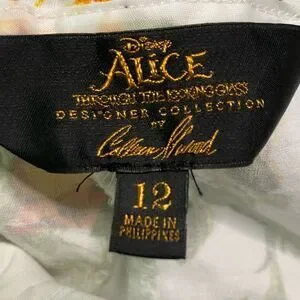 Disney
ALICE
THROUGH THE LOOKING GLASS
DESIGNER COLLECTION
BY
Colleen Atwood
12
MADE IN
PHILIPPINES